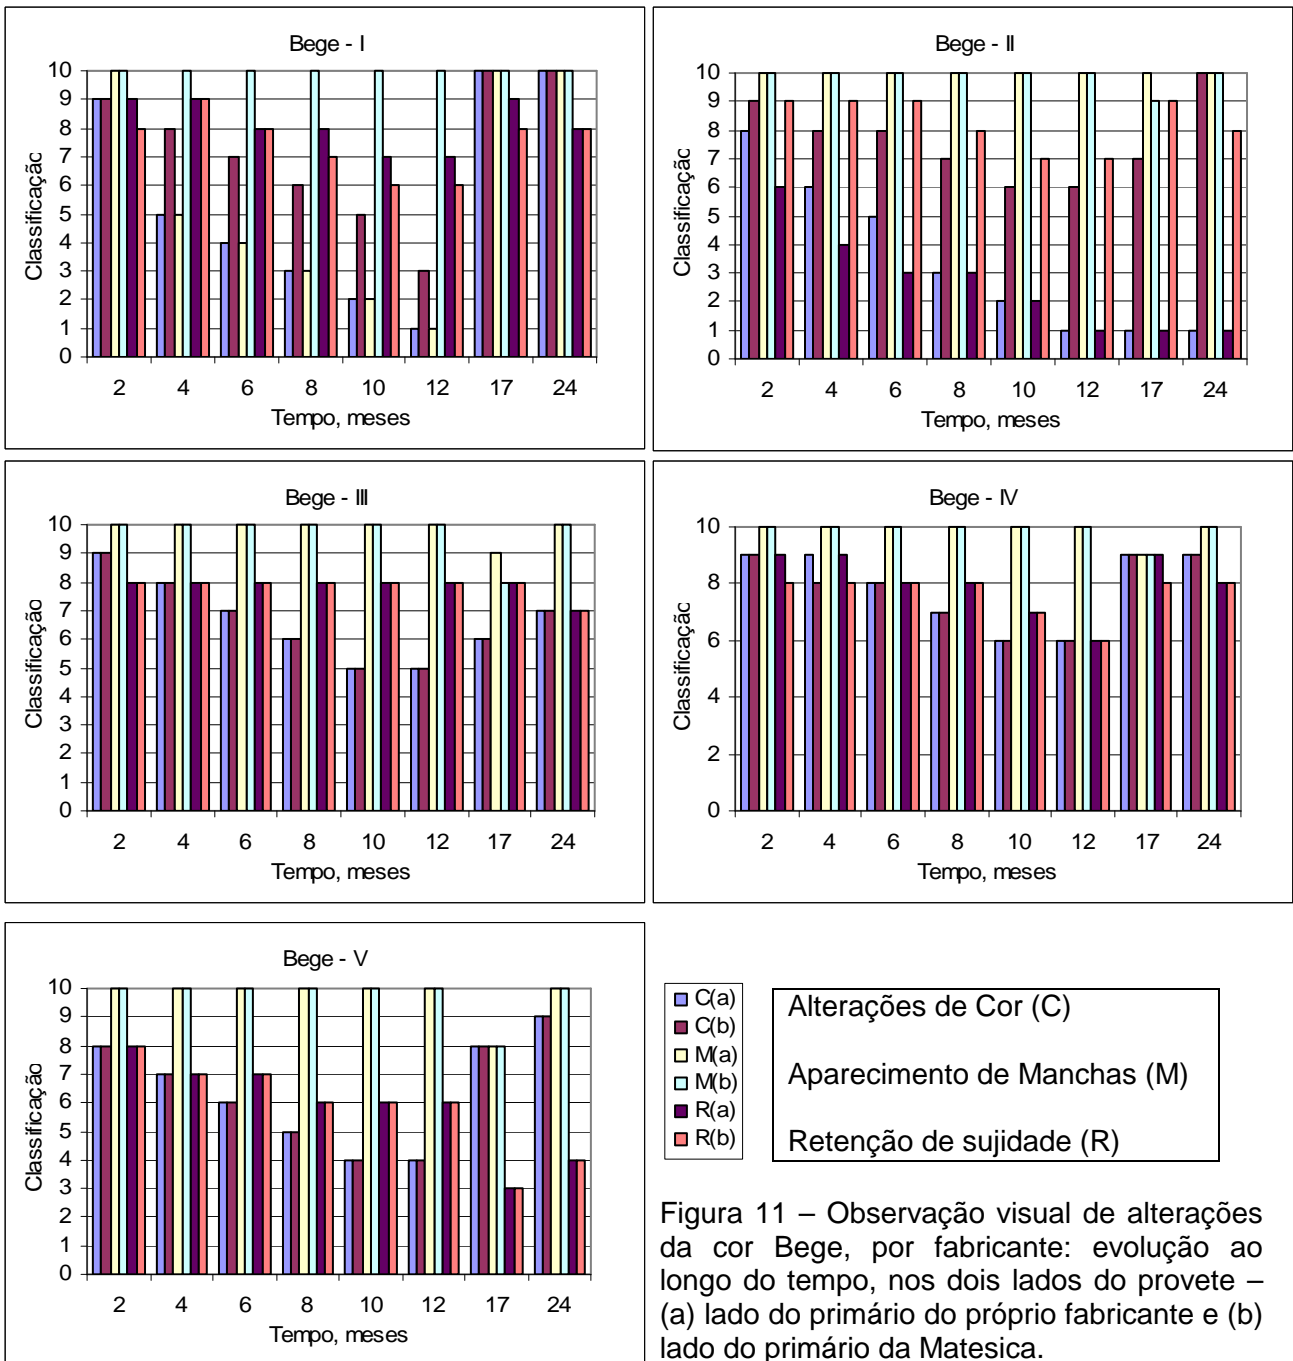 Bege - I
10
9
8
7
6
5
4
3
2
1
0
Classificação
2 4 6 8 10 12 17 24
Tempo, meses
Bege - II
10
9
8
7
6
5
4
3
2
1
0
Classificação
2 4 6 8 10 12 17 24
Tempo, meses
Bege - III
10
9
8
7
6
5
4
3
2
1
0
Classificação
2 4 6 8 10 12 17 24
Tempo, meses
Bege - IV
10
8
6
4
2
0
Classificação
2 4 6 8 10 12 17 24
Tempo, meses
Bege - V
10
9
8
7
6
5
4
3
2
1
0
Classificação
2 4 6 8 10 12 17 24
Tempo, meses
C(a)
C(b)
M(a)
M(b)
R(a)
R(b)
Alterações de Cor (C)
Aparecimento de Manchas (M)
Retenção de sujidade (R)
Figura 11 – Observação visual de alterações
da cor Bege, por fabricante: evolução ao
longo do tempo, nos dois lados do provete –
(a) lado do primário do próprio fabricante e (b)
lado do primário da Matesica.